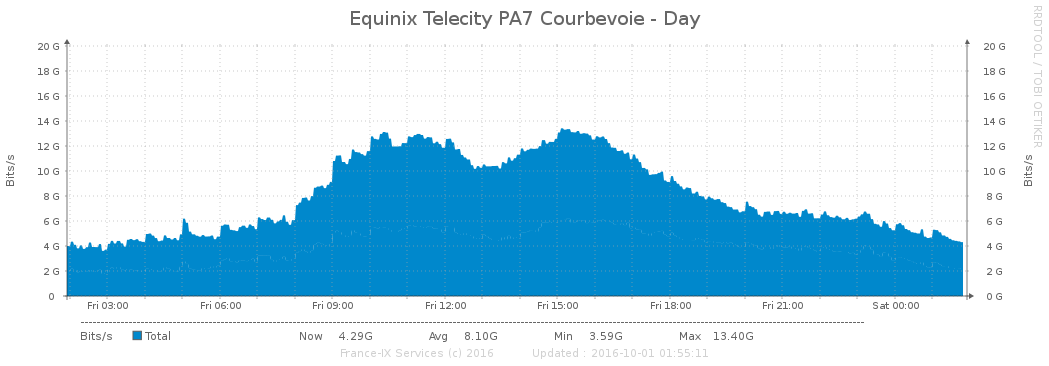 Equinix Telecity PA7 Courbevoie - Day
RRDTOOL / TOBI OETIKER
Bits/s
Bits/s
20 G 20 G
18 G 18 G
16 G 16 G
14 G 14 G
12 G 12 G
10 G 10 G
8 G 8 G
6 G 6 G
4 G 4 G
2 G 2 G
0 0 G
Fri 03:00 Fri 06:00 Fri 09:00 Fri 12:00 Fri 15:00 Fri 18:00 Fri 21:00 Sat 00:00
Bits/s Total Now 4.29G Avg 8.10G Min 3.59G Max 13.40G
France-IX Services (c) 2016 Updated : 2016-10-01 01:55:11